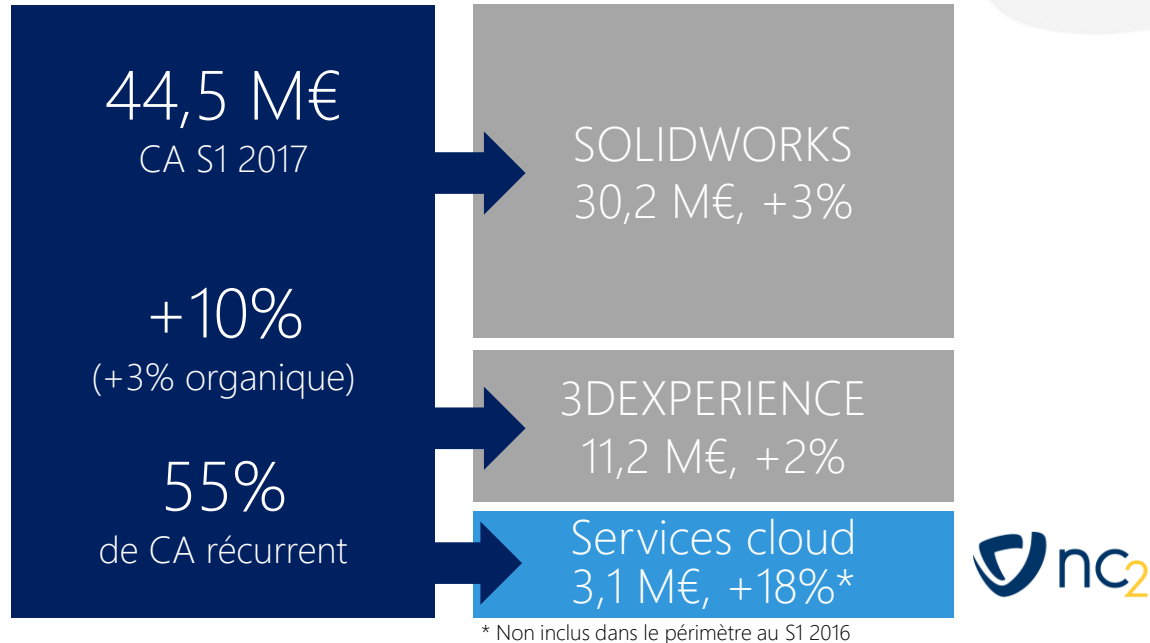 44,5 M€
CA S1 2017
+10%
(+3% organique)
55%
de CA récurrent
SOLIDWORKS
30,2 M€, +3%
3DEXPERIENCE
11,2 M€, +2%
Services cloud
3,1 M€, +18%*
* Non inclus dans le périmètre au S1 2016
nc2